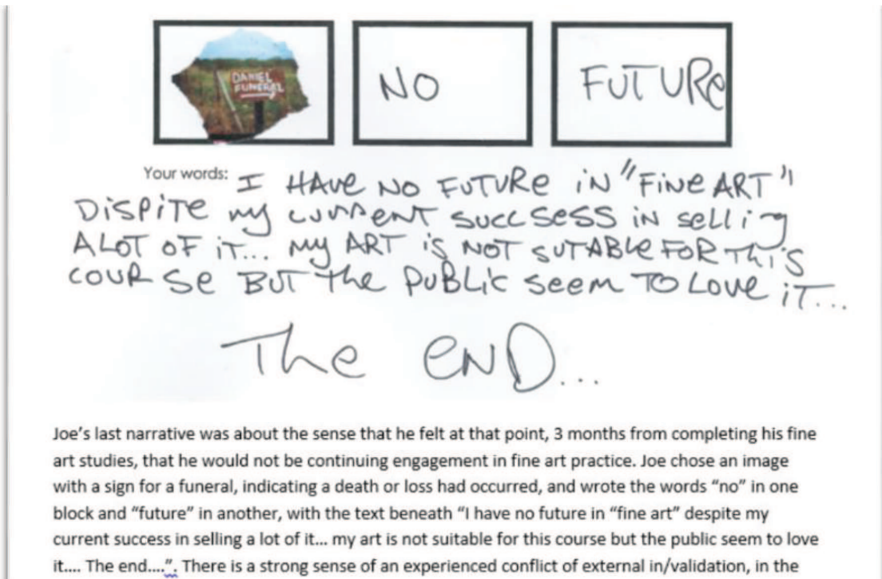 DANIEL
FUNERAL
NO
FUTURe
Your words: I HAVe NO FUTURe iN "FiNe ART"
DiSPiTE my current SUCCSESS iN selling
ALOT OF iT... my ART is NOT SUTABLe FOR THiS
COURSe BUT The PUBLic seem TO Love iT...
The END...
Joe's last narrative was about the sense that he felt at that point, 3 months from completing his fine
art studies, that he would not be continuing engagement in fine art practice. Joe chose an image
with a sign for a funeral, indicating a death or loss had occurred, and wrote the words "no" in one
block and "future" in another, with the text beneath "I have no future in "fine art" despite my
current success in selling a lot of it... my art is not suitable for this course but the public seem to love
it.... The end....". There is a strong sense of an experienced conflict of external in/validation, in the